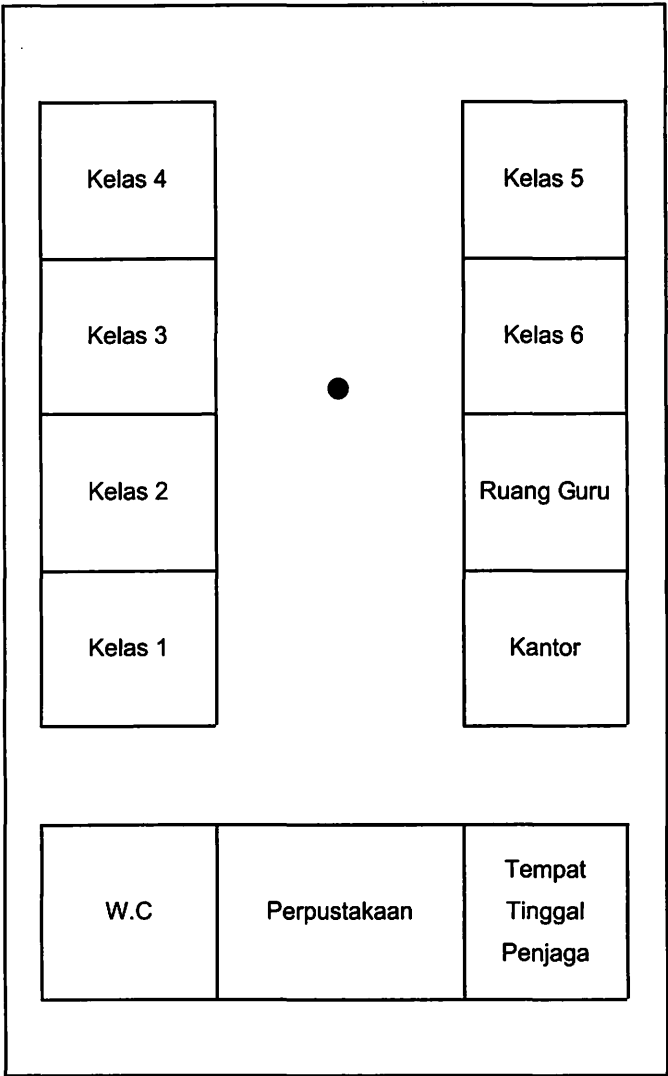 Kelas 4
Kelas 5
Kelas 3
Kelas 6
Kelas 2
Ruang Guru
Kelas 1
Kantor
W.C
Perpustakaan
Tempat
Tinggal
Penjaga